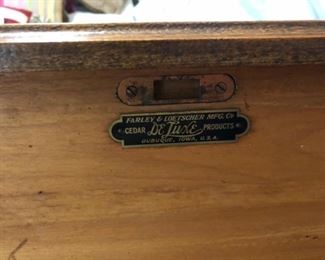 FARLEY & LOETSCHER MFG. CO
CEDAR DE LUXE PRODUCTS
DUBUQUE, IOWA, U.S.A.